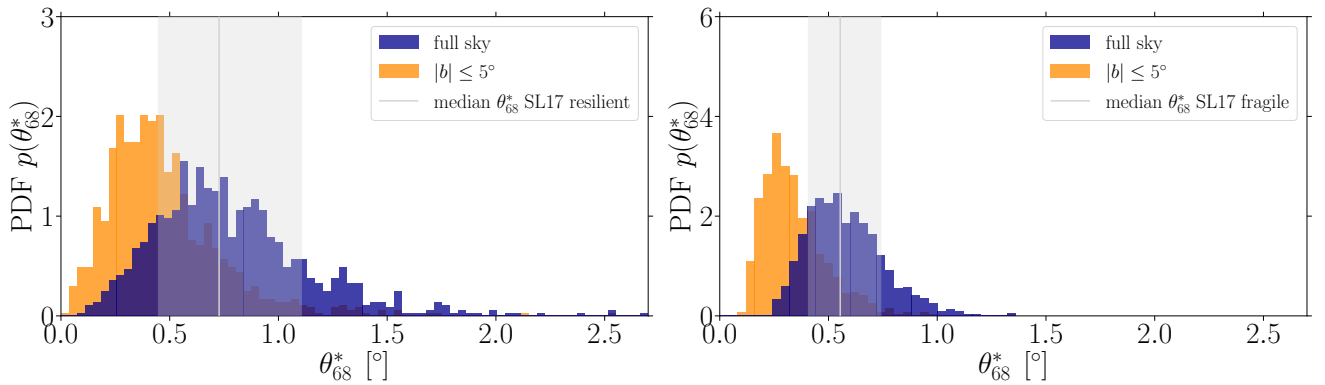 3
2
1
0
0.0 0.5 1.0 1.5 2.0 2.5
θ*68 [°]
PDF p(θ*68)
full sky
|b| ≤ 5°
median θ*68 SL17 resilient
6
4
2
0
0.0 0.5 1.0 1.5 2.0 2.5
θ*68 [°]
PDF p(θ*68)
full sky
|b| ≤ 5°
median θ*68 SL17 fragile